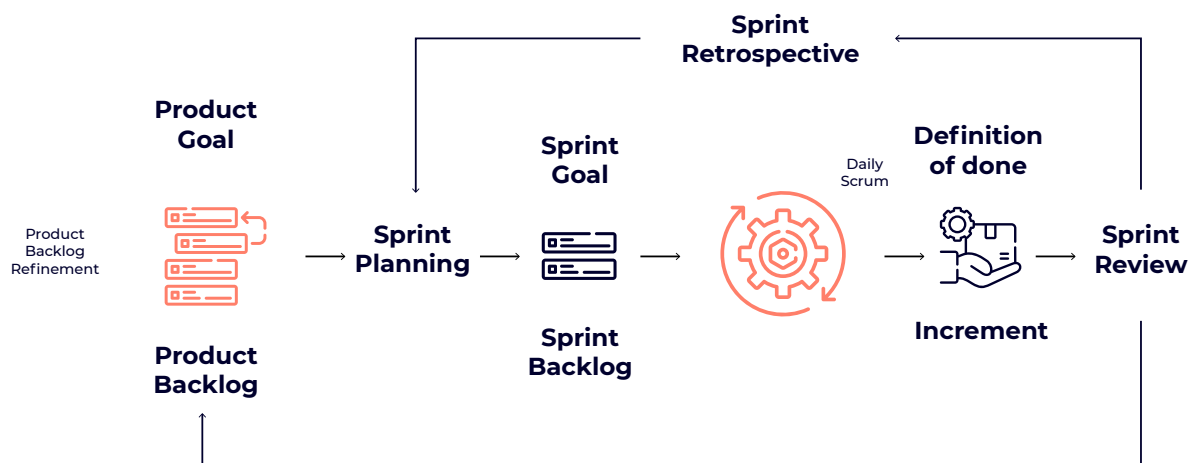 Sprint
Retrospective
Product
Goal
Sprint
Goal
Definition
of done
Daily
Scrum
Product
Backlog
Refinement
Sprint
Planning
Sprint
Review
Sprint
Backlog
Increment
Product
Backlog